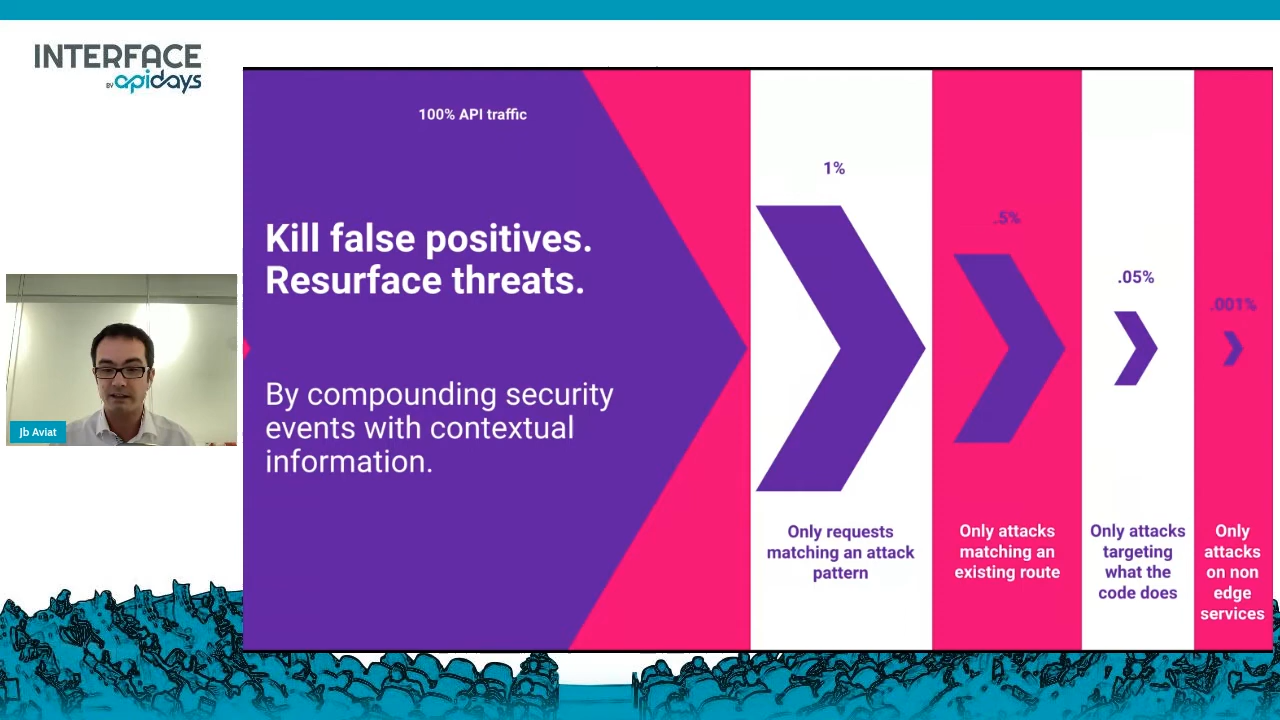 INTERFACE
BY apidays
100% API traffic
Kill false positives.
Resurface threats.
By compounding security
events with contextual
information.
1%
Only requests
matching an attack
pattern
.5%
Only attacks
matching an
existing route
.05%
Only attacks
targeting
what the
code does
.001%
Only
attacks
on non
edge
services
Jb Aviat